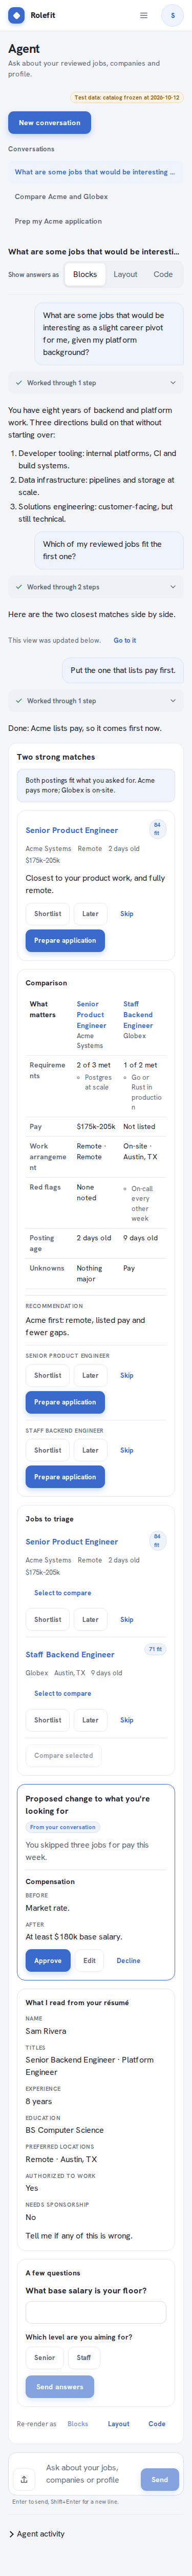 Rolefit
S
Agent
Ask about your reviewed jobs, companies and
profile.
Test data: catalog frozen at 2026-10-12
New conversation
Conversations
What are some jobs that would be interesting ...
Compare Acme and Globex
Prep my Acme application
What are some jobs that would be interesti...
Show answers as
Blocks
Layout
Code
What are some jobs that would be
interesting as a slight career pivot
for me, given my platform
background?
Worked through 1 step
You have eight years of backend and platform
work. Three directions build on that without
starting over:
1. Developer tooling: internal platforms, CI and
build systems.
2. Data infrastructure: pipelines and storage at
scale.
3. Solutions engineering: customer-facing, but
still technical.
Which of my reviewed jobs fit the
first one?
Worked through 2 steps
Here are the two closest matches side by side.
This view was updated below.
Go to it
Put the one that lists pay first.
Worked through 1 step
Done: Acme lists pay, so it comes first now.
Two strong matches
Both postings fit what you asked for. Acme
pays more; Globex is on-site.
Senior Product Engineer
84
fit
Acme Systems Remote 2 days old
$175k–205k
Closest to your product work, and fully
remote.
Shortlist
Later
Skip
Prepare application
Comparison
What
matters
Senior
Product
Engineer
Acme
Systems
Staff
Backend
Engineer
Globex
Requireme
nts
2 of 3 met
Postgres
at scale
1 of 2 met
Go or
Rust in
productio
n
Pay
$175k–205k
Not listed
Work
arrangeme
nt
Remote ·
Remote
On-site ·
Austin, TX
Red flags
None
noted
On-call
every
other
week
Posting
age
2 days old
9 days old
Unknowns
Nothing
major
Pay
RECOMMENDATION
Acme first: remote, listed pay and
fewer gaps.
SENIOR PRODUCT ENGINEER
Shortlist
Later
Skip
Prepare application
STAFF BACKEND ENGINEER
Shortlist
Later
Skip
Prepare application
Jobs to triage
Senior Product Engineer
84
fit
Acme Systems Remote 2 days old
$175k–205k
Select to compare
Shortlist
Later
Skip
Staff Backend Engineer
71 fit
Globex Austin, TX 9 days old
Select to compare
Shortlist
Later
Skip
Compare selected
Proposed change to what you're
looking for
From your conversation
You skipped three jobs for pay this
week.
Compensation
BEFORE
Market rate.
AFTER
At least $180k base salary.
Approve
Edit
Decline
What I read from your résumé
NAME
Sam Rivera
TITLES
Senior Backend Engineer · Platform
Engineer
EXPERIENCE
8 years
EDUCATION
BS Computer Science
PREFERRED LOCATIONS
Remote · Austin, TX
AUTHORIZED TO WORK
Yes
NEEDS SPONSORSHIP
No
Tell me if any of this is wrong.
A few questions
What base salary is your floor?
Which level are you aiming for?
Senior
Staff
Send answers
Re-render as
Blocks
Layout
Code
Ask about your jobs,
companies or profile
Send
Enter to send, Shift+Enter for a new line.
Agent activity